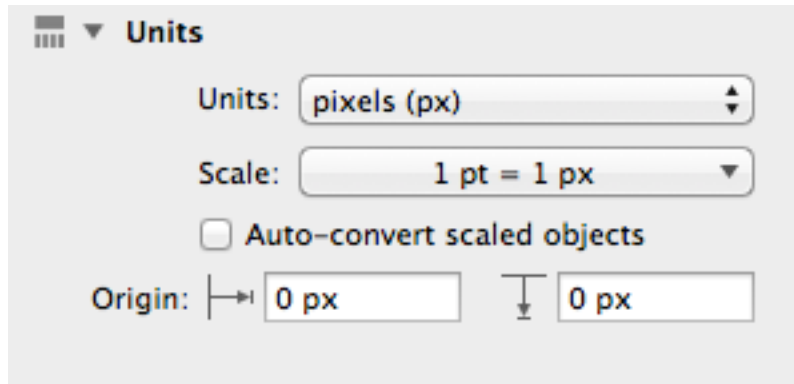 Units
Units: pixels (px)
Scale: 1 pt = 1 px
Auto-convert scaled objects
Origin: 0 px 0 px